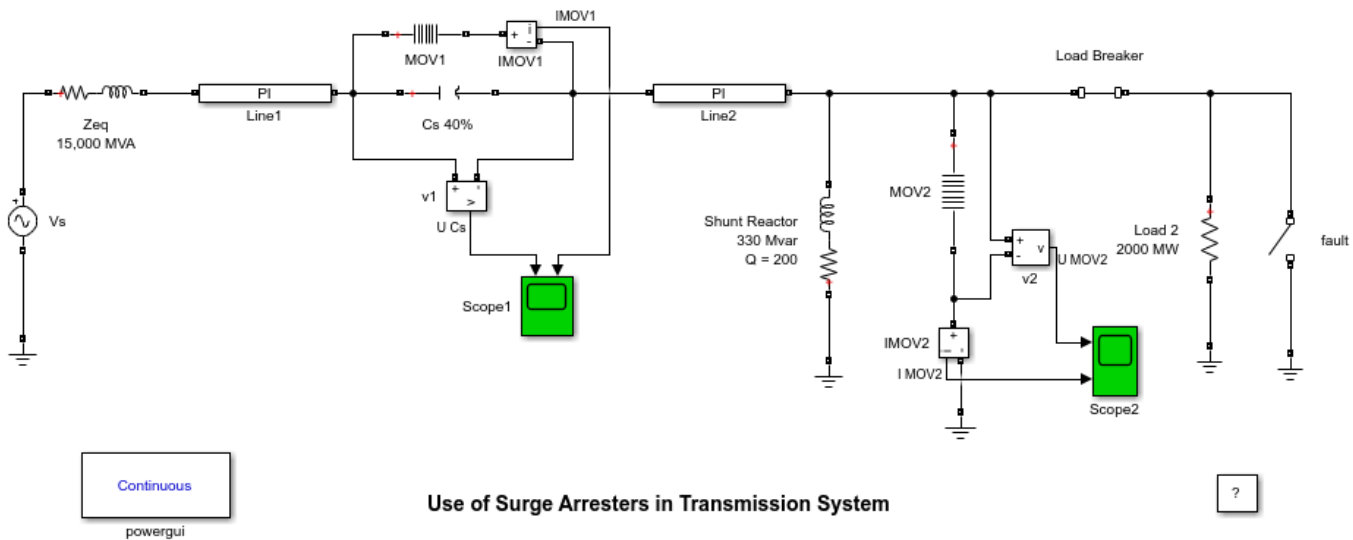 IMOV1
MOV1
+ i -
IMOV1
Load Breaker
PI
Line1
Cs 40%
PI
Line2
Zeq
15,000 MVA
+ -
v
v1
U Cs
Vs
+
Scope1
Shunt Reactor
330 Mvar
Q = 200
MOV2
+
-
v
U MOV2
v2
Load 2
2000 MW
fault
IMOV2
+
i -
I MOV2
Scope2
Continuous
powergui
Use of Surge Arresters in Transmission System
?